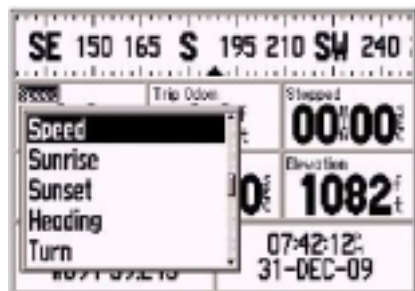 SE 150 165 S 195 210 SW 240
Speed Trip Odom Stopped
00:00
Speed
Sunrise
Sunset
Heading
Turn
Elevation
1082 ft
07:42:12
31-DEC-09